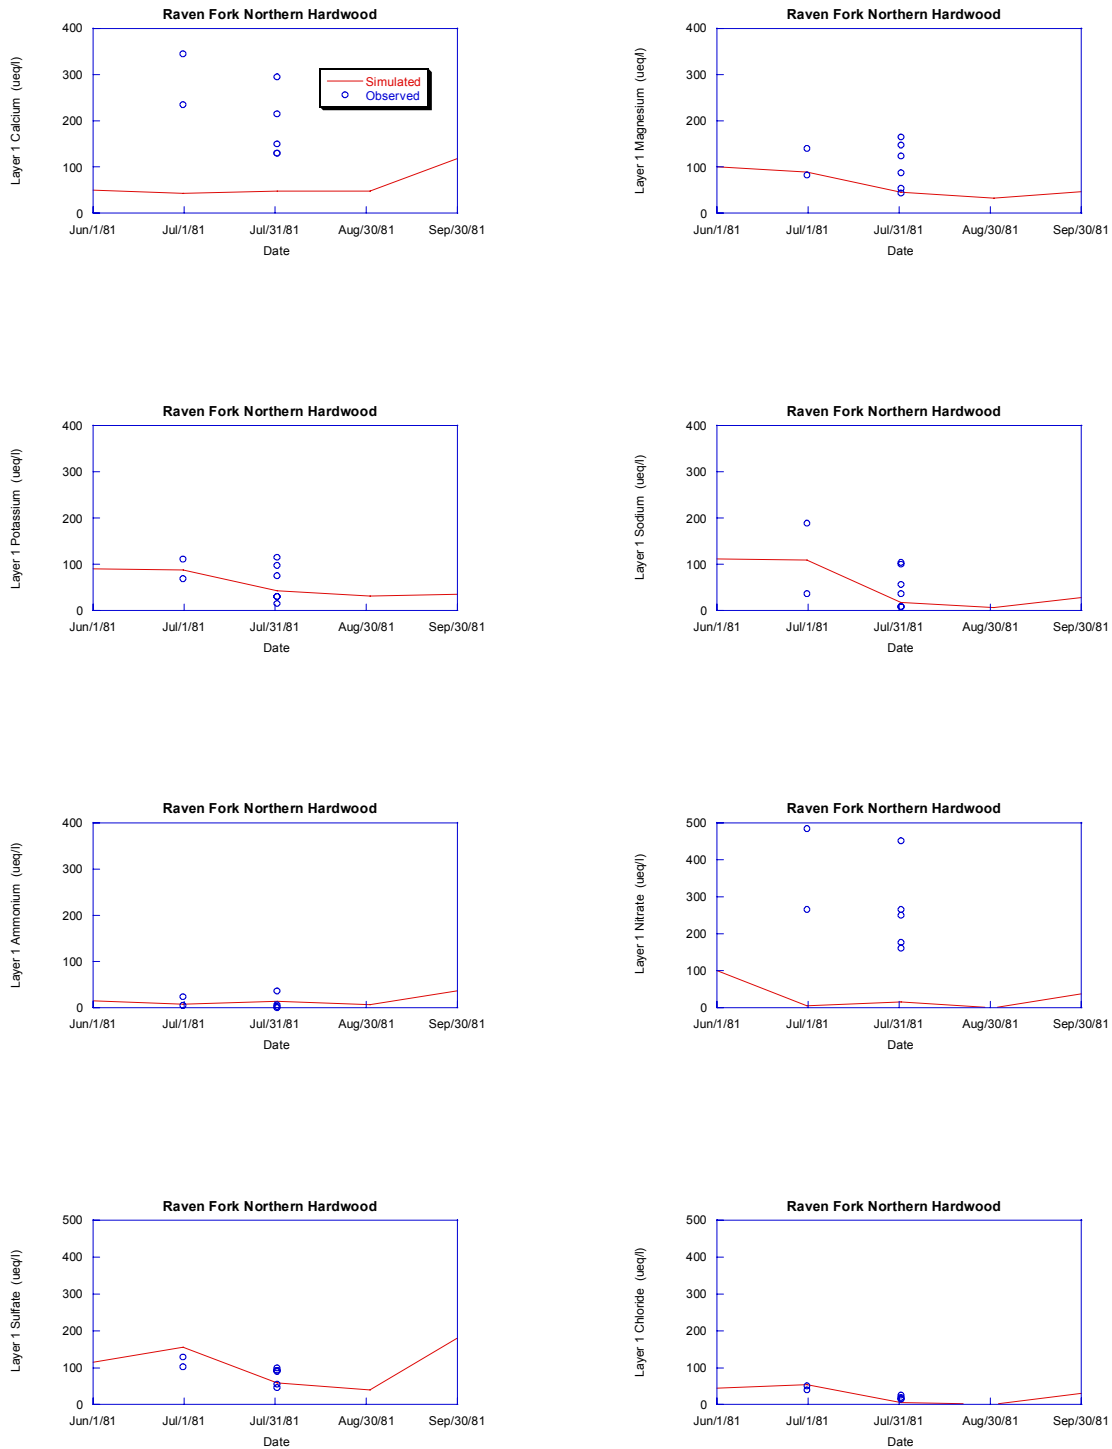 Raven Fork Northern Hardwood
Layer 1 Calcium (ueq/l)
400
300
200
100
0
Simulated
Observed
Jun/1/81 Jul/1/81 Jul/31/81 Aug/30/81 Sep/30/81
Date
Raven Fork Northern Hardwood
Layer 1 Magnesium (ueq/l)
400
300
200
100
0
Jun/1/81 Jul/1/81 Jul/31/81 Aug/30/81 Sep/30/81
Date
Raven Fork Northern Hardwood
Layer 1 Potassium (ueq/l)
400
300
200
100
0
Jun/1/81 Jul/1/81 Jul/31/81 Aug/30/81 Sep/30/81
Date
Raven Fork Northern Hardwood
Layer 1 Sodium (ueq/l)
400
300
200
100
0
Jun/1/81 Jul/1/81 Jul/31/81 Aug/30/81 Sep/30/81
Date
Raven Fork Northern Hardwood
Layer 1 Ammonium (ueq/l)
400
300
200
100
0
Jun/1/81 Jul/1/81 Jul/31/81 Aug/30/81 Sep/30/81
Date
Raven Fork Northern Hardwood
Layer 1 Nitrate (ueq/l)
500
400
300
200
100
0
Jun/1/81 Jul/1/81 Jul/31/81 Aug/30/81 Sep/30/81
Date
Raven Fork Northern Hardwood
Layer 1 Sulfate (ueq/l)
500
400
300
200
100
0
Jun/1/81 Jul/1/81 Jul/31/81 Aug/30/81 Sep/30/81
Date
Raven Fork Northern Hardwood
Layer 1 Chloride (ueq/l)
500
400
300
200
100
0
Jun/1/81 Jul/1/81 Jul/31/81 Aug/30/81 Sep/30/81
Date